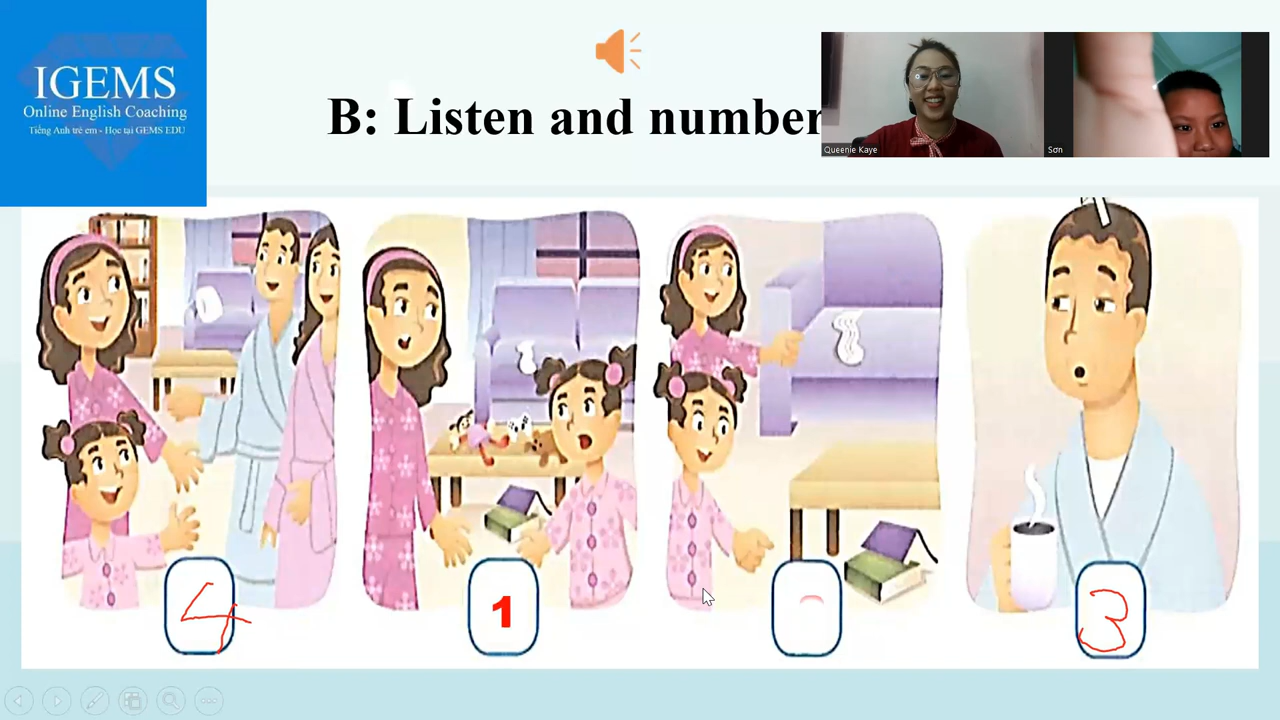 IGEMS
Online English Coaching
Tiếng Anh trẻ em - Học tại GEMS EDU
B: Listen and number
Queenie Kaye
Sơn
4
1
3